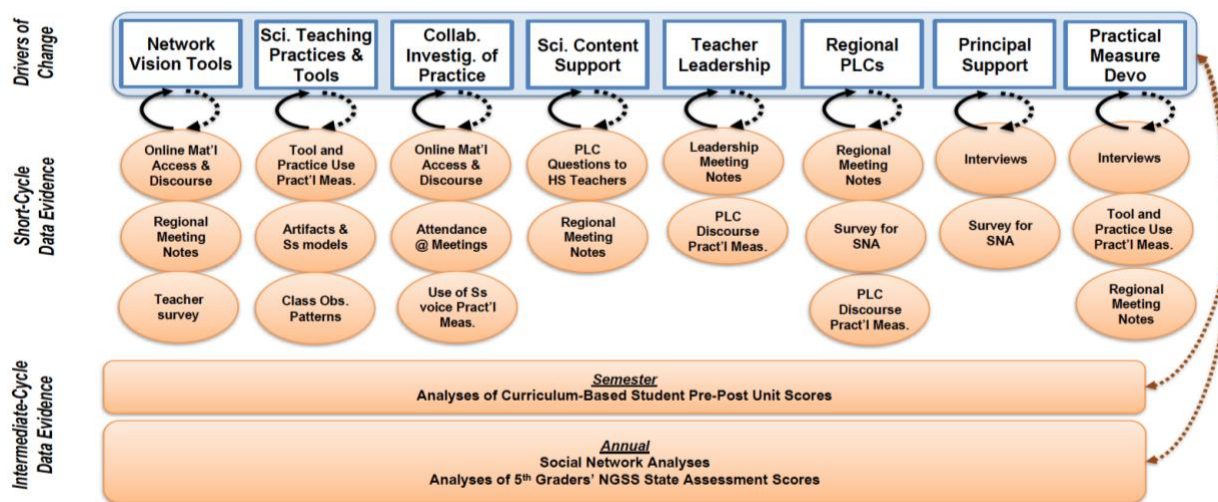 Drivers of
Change
Network
Vision Tools
Sci. Teaching
Practices &
Tools
Collab.
Investig. of
Practice
Sci. Content
Support
Teacher
Leadership
Regional
PLCs
Principal
Support
Practical
Measure
Devo
Short-Cycle
Data Evidence
Online Mat'l
Access &
Discourse
Tool and
Practice Use
Pract'l Meas.
Online Mat'l
Access &
Discourse
PLC
Questions to
HS Teachers
Leadership
Meeting
Notes
Regional
Meeting
Notes
Interviews
Interviews
Regional
Meeting
Notes
Artifacts &
Ss models
Attendance
@ Meetings
Regional
Meeting
Notes
PLC
Discourse
Pract'l Meas.
Survey for
SNA
Survey for
SNA
Tool and
Practice Use
Pract'l Meas.
Teacher
survey
Class Obs.
Patterns
Use of Ss
voice Pract'l
Meas.
PLC
Discourse
Pract'l Meas.
Regional
Meeting
Notes
Intermediate-Cycle
Data Evidence
Semester
Analyses of Curriculum-Based Student Pre-Post Unit Scores
Annual
Social Network Analyses
Analyses of 5th Graders' NGSS State Assessment Scores